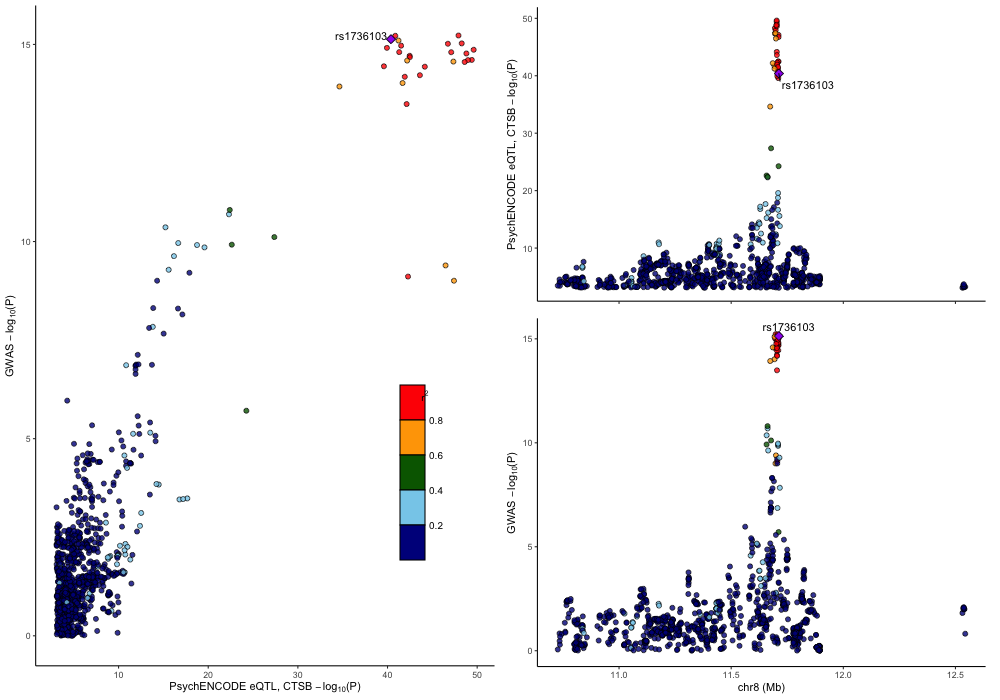 15
10
5
0
10
20
30
40
50
GWAS −log10(P)
PsychENCODE eQTL, CTSB −log10(P)
rs1736103
r2
0.8
0.6
0.4
0.2
50
40
30
20
10
PsychENCODE eQTL, CTSB −log10(P)
rs1736103
15
10
5
0
GWAS −log10(P)
rs1736103
11.0
11.5
12.0
12.5
chr8 (Mb)